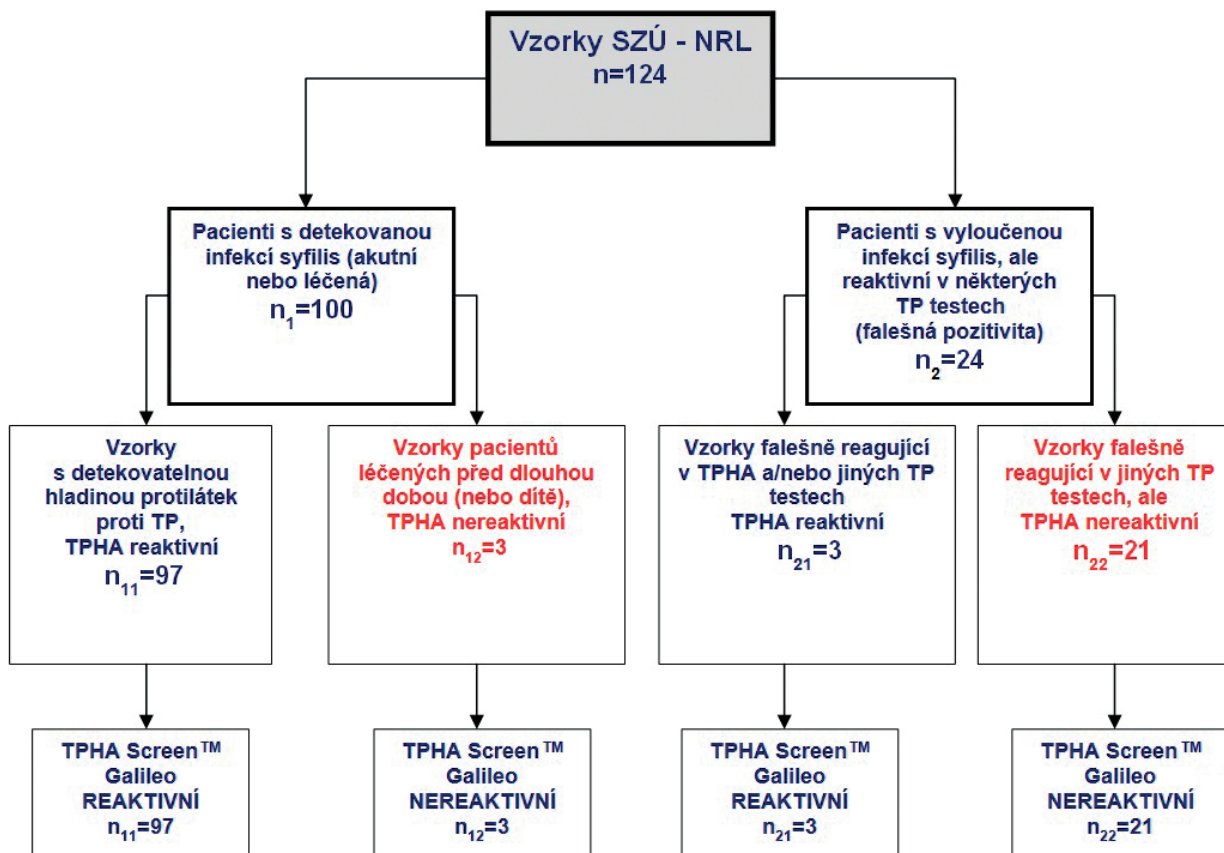 Vzorky SZÚ - NRL
n=124
Pacienti s detekovanou
infekcí syfilis (akutní
nebo léčená)
n1=100
Pacienti s vyloučenou
infekcí syfilis, ale
reaktivní v některých
TP testech
(falešná pozitivita)
n2=24
Vzorky
s detekovatelnou
hladinou protilátek
proti TP,
TPHA reaktivní
n11=97
Vzorky pacientů
léčených před dlouhou
dobou (nebo dítě),
TPHA nereaktivní
n12=3
Vzorky falešně reagující
v TPHA a/nebo jiných TP
testech
TPHA reaktivní
n21=3
Vzorky falešně
reagující v jiných TP
testech, ale
TPHA nereaktivní
n22=21
TPHA Screen™
Galileo
REAKTIVNÍ
n11=97
TPHA Screen™
Galileo
NEREAKTIVNÍ
n12=3
TPHA Screen™
Galileo
REAKTIVNÍ
n21=3
TPHA Screen™
Galileo
NEREAKTIVNÍ
n22=21